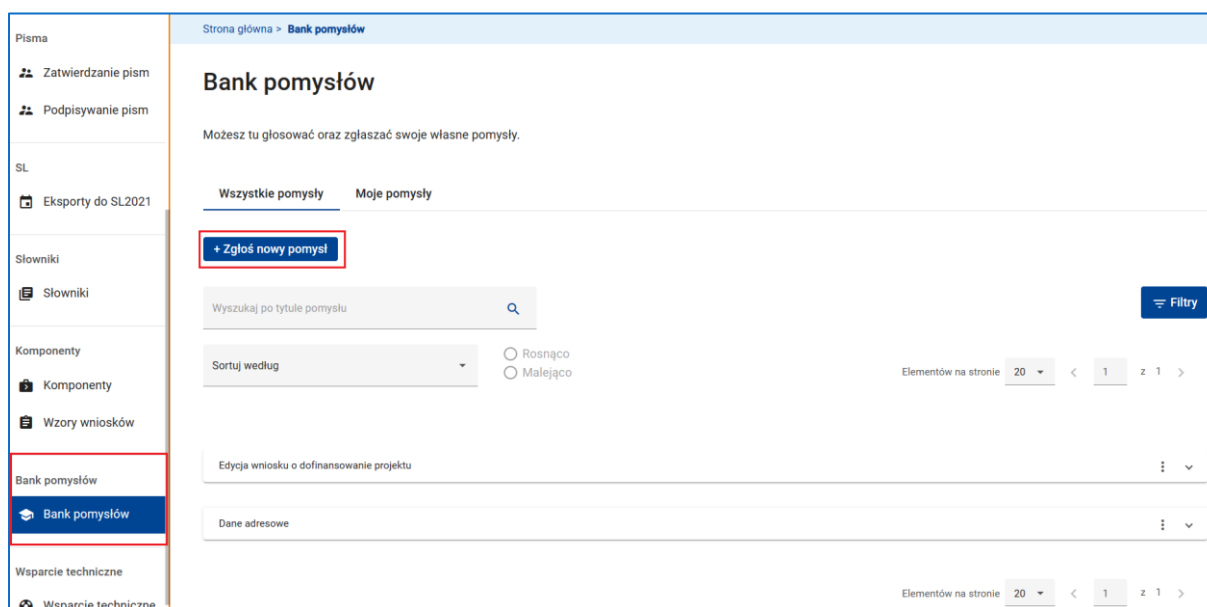 Pisma
Zatwierdzanie pism
Podpisywanie pism
SL
Eksporty do SL2021
Słowniki
Słowniki
Komponenty
Komponenty
Wzory wniosków
Bank pomysłów
Bank pomysłów
Wsparcie techniczne
Wsparcie techniczne
Strona główna > Bank pomysłów
Bank pomysłów
Możesz tu głosować oraz zgłaszać swoje własne pomysły.
Wszystkie pomysły Moje pomysły
+ Zgłoś nowy pomysł
Wyszukaj po tytule pomysłu
Filtry
Sortuj według
Rosnąco
Malejąco
Elementów na stronie 20 < 1 z 1 >
Edycja wniosku o dofinansowanie projektu
Dane adresowe
Elementów na stronie 20 < 1 z 1 >